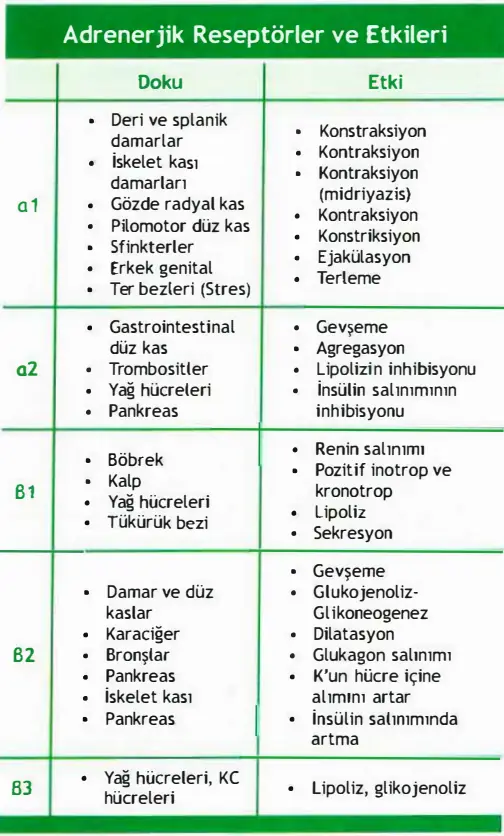 Adrenerjik Reseptörler ve Etkileri
Doku
Etki
α1
• Deri ve splanik
damarlar
• İskelet kası
damarları
• Gözde radyal kas
• Pilomotor düz kas
• Sfinkterler
• Erkek genital
• Ter bezleri (Stres)
• Konstraksiyon
• Kontraksiyon
• Kontraksiyon
(midriyazis)
• Kontraksiyon
• Konstriksiyon
• Ejakülasyon
• Terleme
α2
• Gastrointestinal
düz kas
• Trombositler
• Yağ hücreleri
• Pankreas
• Gevşeme
• Agregasyon
• Lipolizin inhibisyonu
• İnsülin salınımının
inhibisyonu
β1
• Böbrek
• Kalp
• Yağ hücreleri
• Tükürük bezi
• Renin salınımı
• Pozitif inotrop ve
kronotrop
• Lipoliz
• Sekresyon
β2
• Damar ve düz
kaslar
• Karaciğer
• Bronşlar
• Pankreas
• İskelet kası
• Pankreas
• Gevşeme
• Glukojenoliz-
Glikoneogenez
• Dilatasyon
• Glukagon salınımı
• K'un hücre içine
alımını artar
• İnsülin salınımında
artma
β3
• Yağ hücreleri, KC
hücreleri
• Lipoliz, glikojenoliz